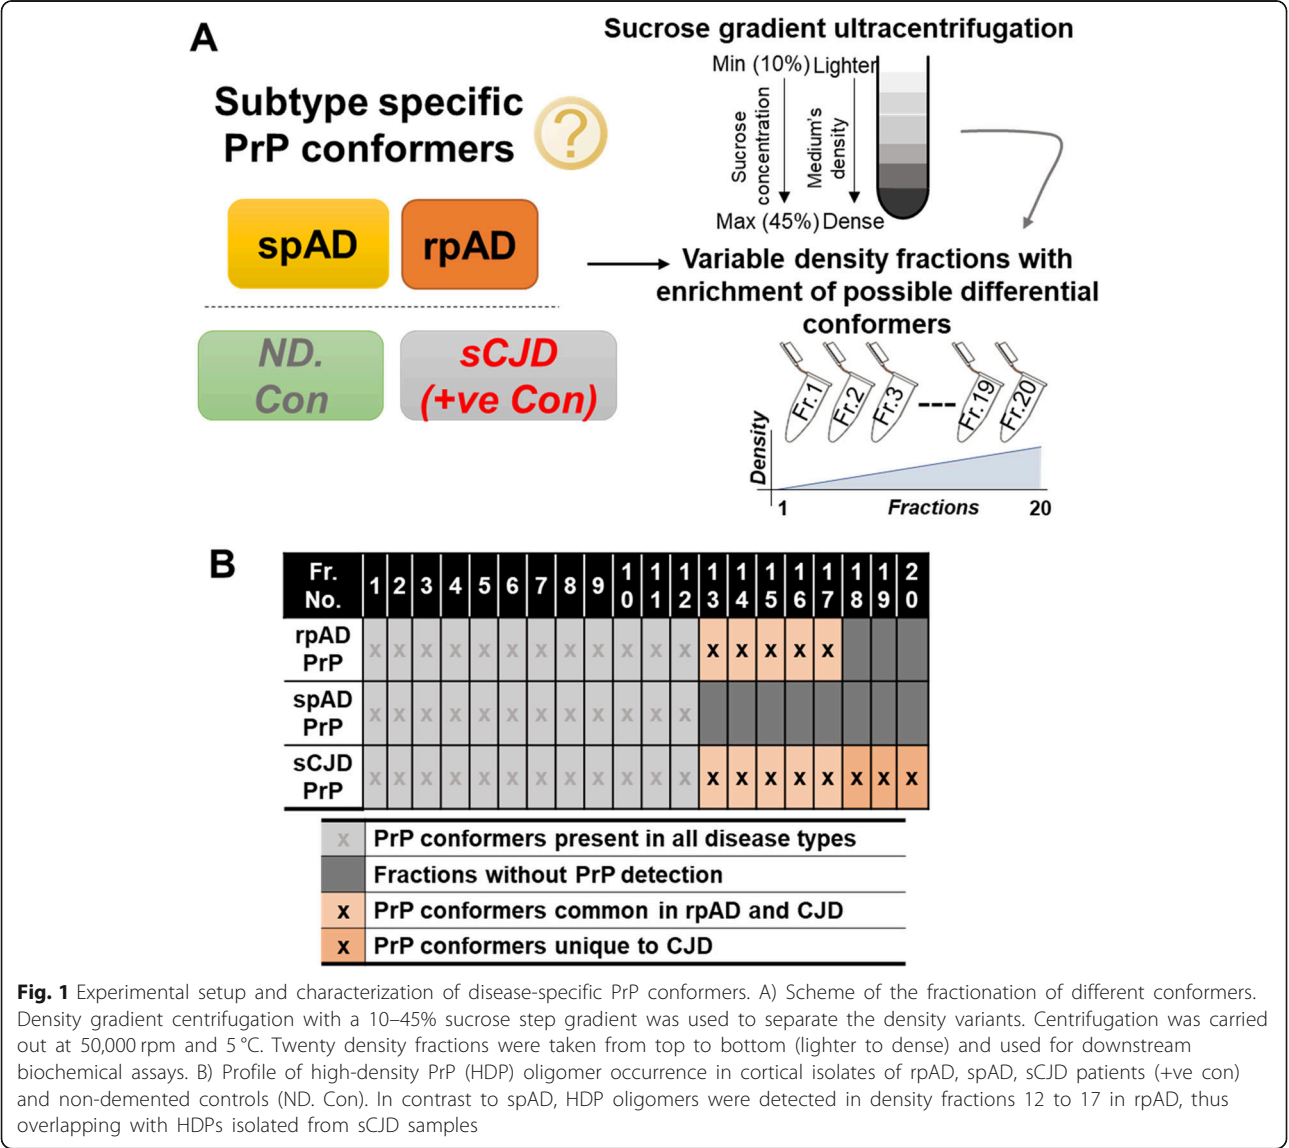 A
Subtype specific
PrP conformers
?
spAD
rpAD
ND.
Con
sCJD
(+ve Con)
Sucrose gradient ultracentrifugation
Min (10%) Lighter
Sucrose
concentration
Medium's
density
Max (45%) Dense
Variable density fractions with
enrichment of possible differential
conformers
Fr.1
Fr.2
Fr.3
---
Fr.19
Fr.20
Density
1 Fractions 20
B
Fr. No. 1 2 3 4 5 6 7 8 9 10 11 12 13 14 15 16 17 18 19 20
rpAD PrP x x x x x x x x x x x x x x x x x
spAD PrP x x x x x x x x x x x x
sCJD PrP x x x x x x x x x x x x x x x x x x x x
x PrP conformers present in all disease types
Fractions without PrP detection
x PrP conformers common in rpAD and CJD
x PrP conformers unique to CJD
Fig. 1 Experimental setup and characterization of disease-specific PrP conformers. A) Scheme of the fractionation of different conformers.
Density gradient centrifugation with a 10–45% sucrose step gradient was used to separate the density variants. Centrifugation was carried
out at 50,000 rpm and 5 °C. Twenty density fractions were taken from top to bottom (lighter to dense) and used for downstream
biochemical assays. B) Profile of high-density PrP (HDP) oligomer occurrence in cortical isolates of rpAD, spAD, sCJD patients (+ve con)
and non-demented controls (ND. Con). In contrast to spAD, HDP oligomers were detected in density fractions 12 to 17 in rpAD, thus
overlapping with HDPs isolated from sCJD samples